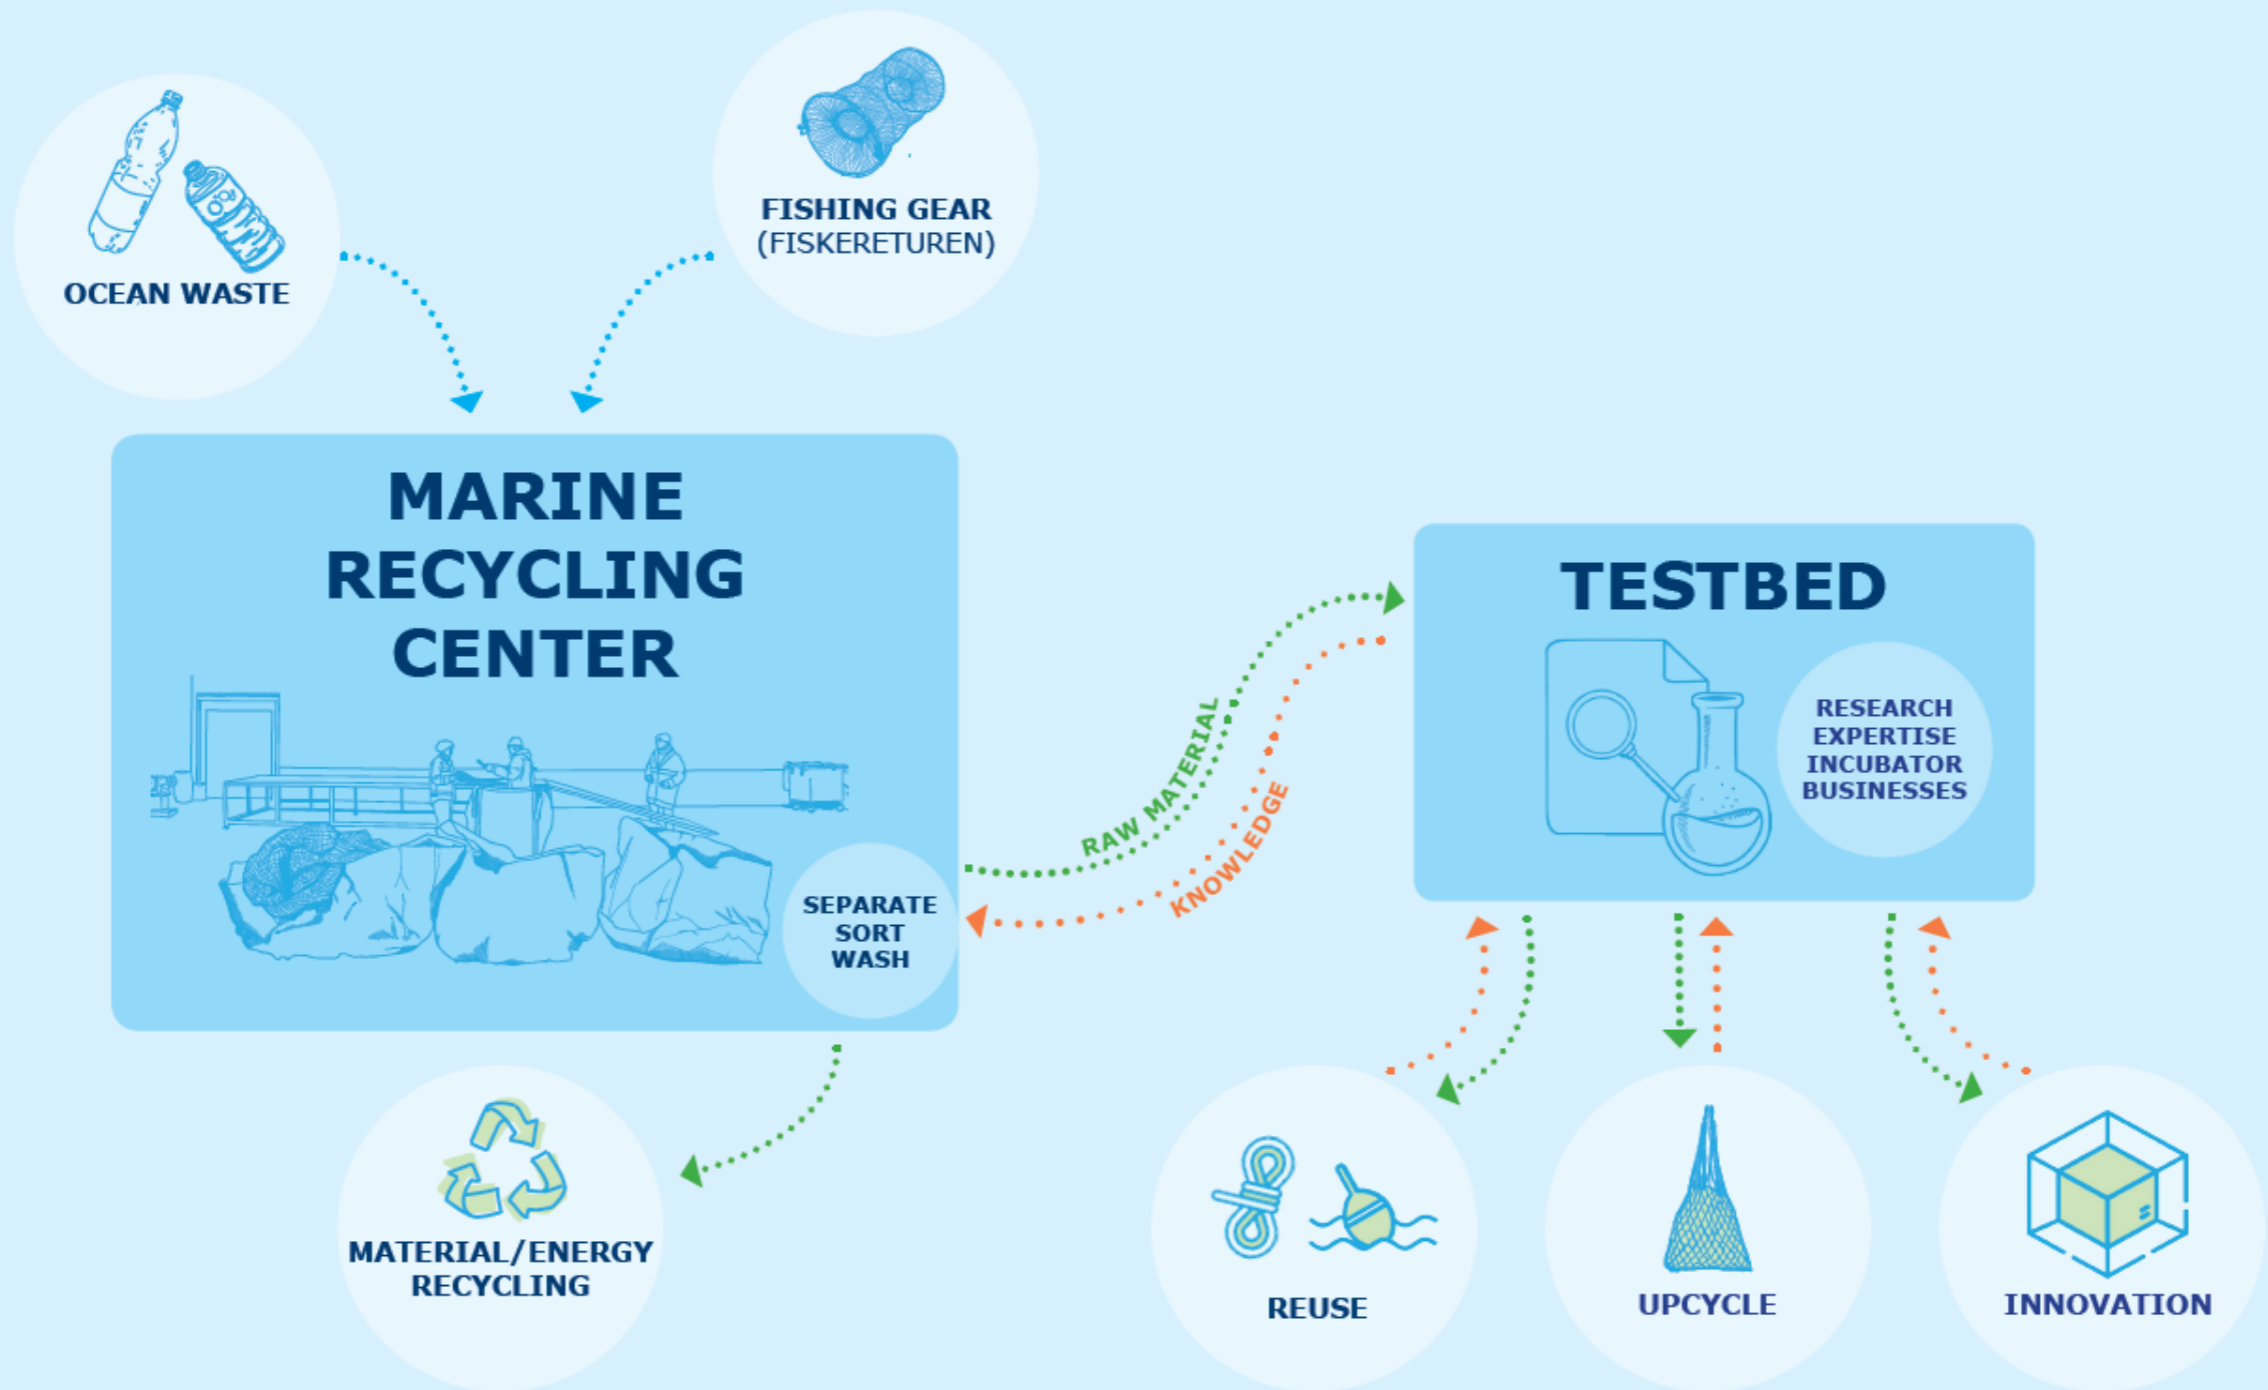 OCEAN WASTE
FISHING GEAR
(FISKERETUREN)
MARINE
RECYCLING
CENTER
SEPARATE
SORT
WASH
RAW MATERIAL
KNOWLEDGE
TESTBED
RESEARCH
EXPERTISE
INCUBATOR
BUSINESSES
MATERIAL/ENERGY
RECYCLING
REUSE
UPCYCLE
INNOVATION